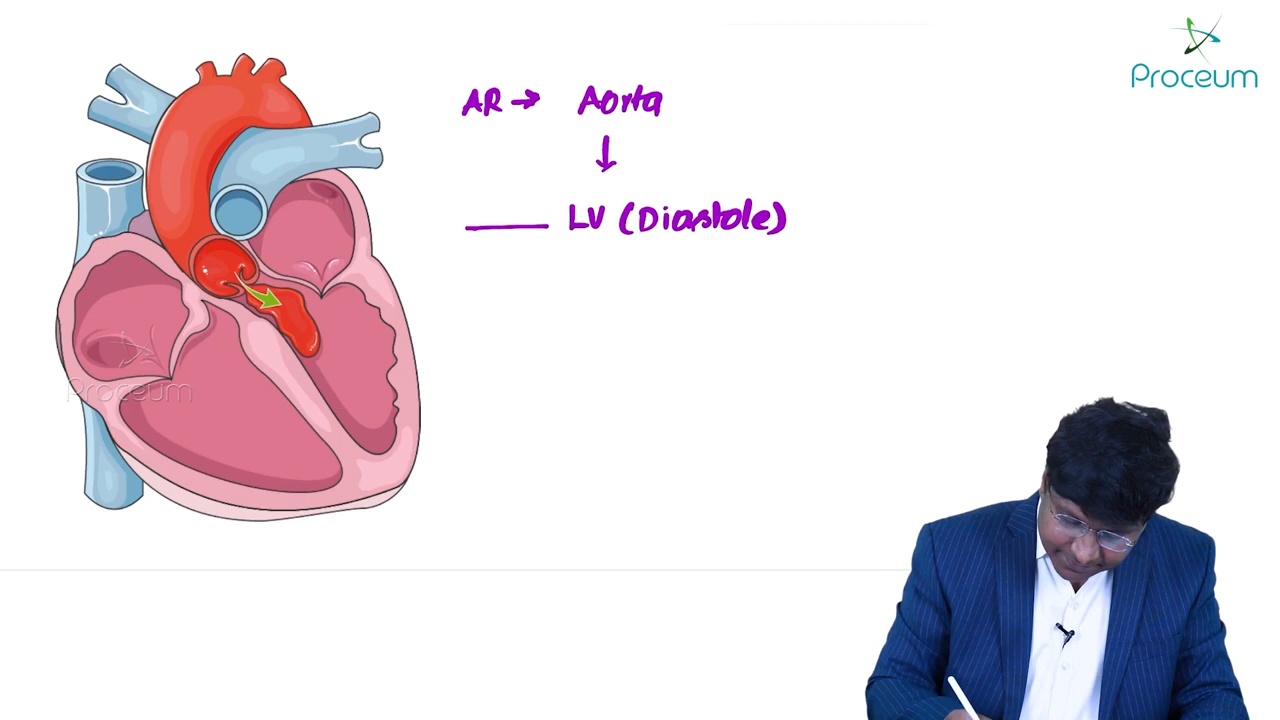 Proceum
AR → Aorta
↓
LV (Diastole)
Proceum